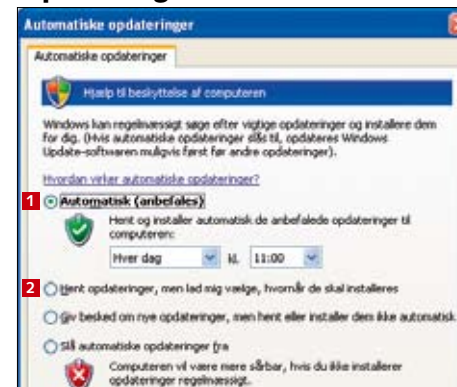 Automatiske opdateringer
Automatiske opdateringer
Hjælp til beskyttelse af computeren
Windows kan regelmæssigt søge efter vigtige opdateringer og installere dem
for dig. (Hvis automatiske opdateringer slås til, opdateres Windows
Update-softwaren muligvis først før andre opdateringer).
Hvordan virker automatiske opdateringer?
1 Automatisk (anbefales)
Hent og installer automatisk de anbefalede opdateringer til
computeren:
Hver dag kl. 11:00
2 Hent opdateringer, men lad mig vælge, hvornår de skal installeres
Giv besked om nye opdateringer, men hent eller installer dem ikke automatisk.
Slå automatiske opdateringer fra
Computeren vil være mere sårbar, hvis du ikke installerer
opdateringer regelmæssigt.